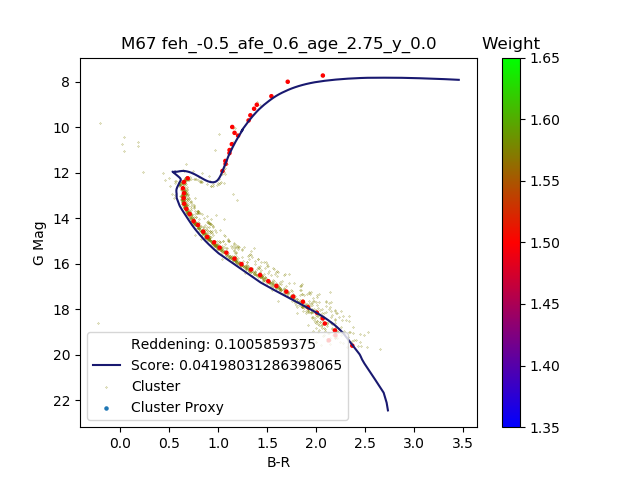 M67 feh_-0.5_afe_0.6_age_2.75_y_0.0
Weight
8
10
12
14
16
18
20
22
G Mag
0.0 0.5 1.0 1.5 2.0 2.5 3.0 3.5
B-R
Reddening: 0.1005859375
Score: 0.04198031286398065
Cluster
Cluster Proxy
1.65
1.60
1.55
1.50
1.45
1.40
1.35